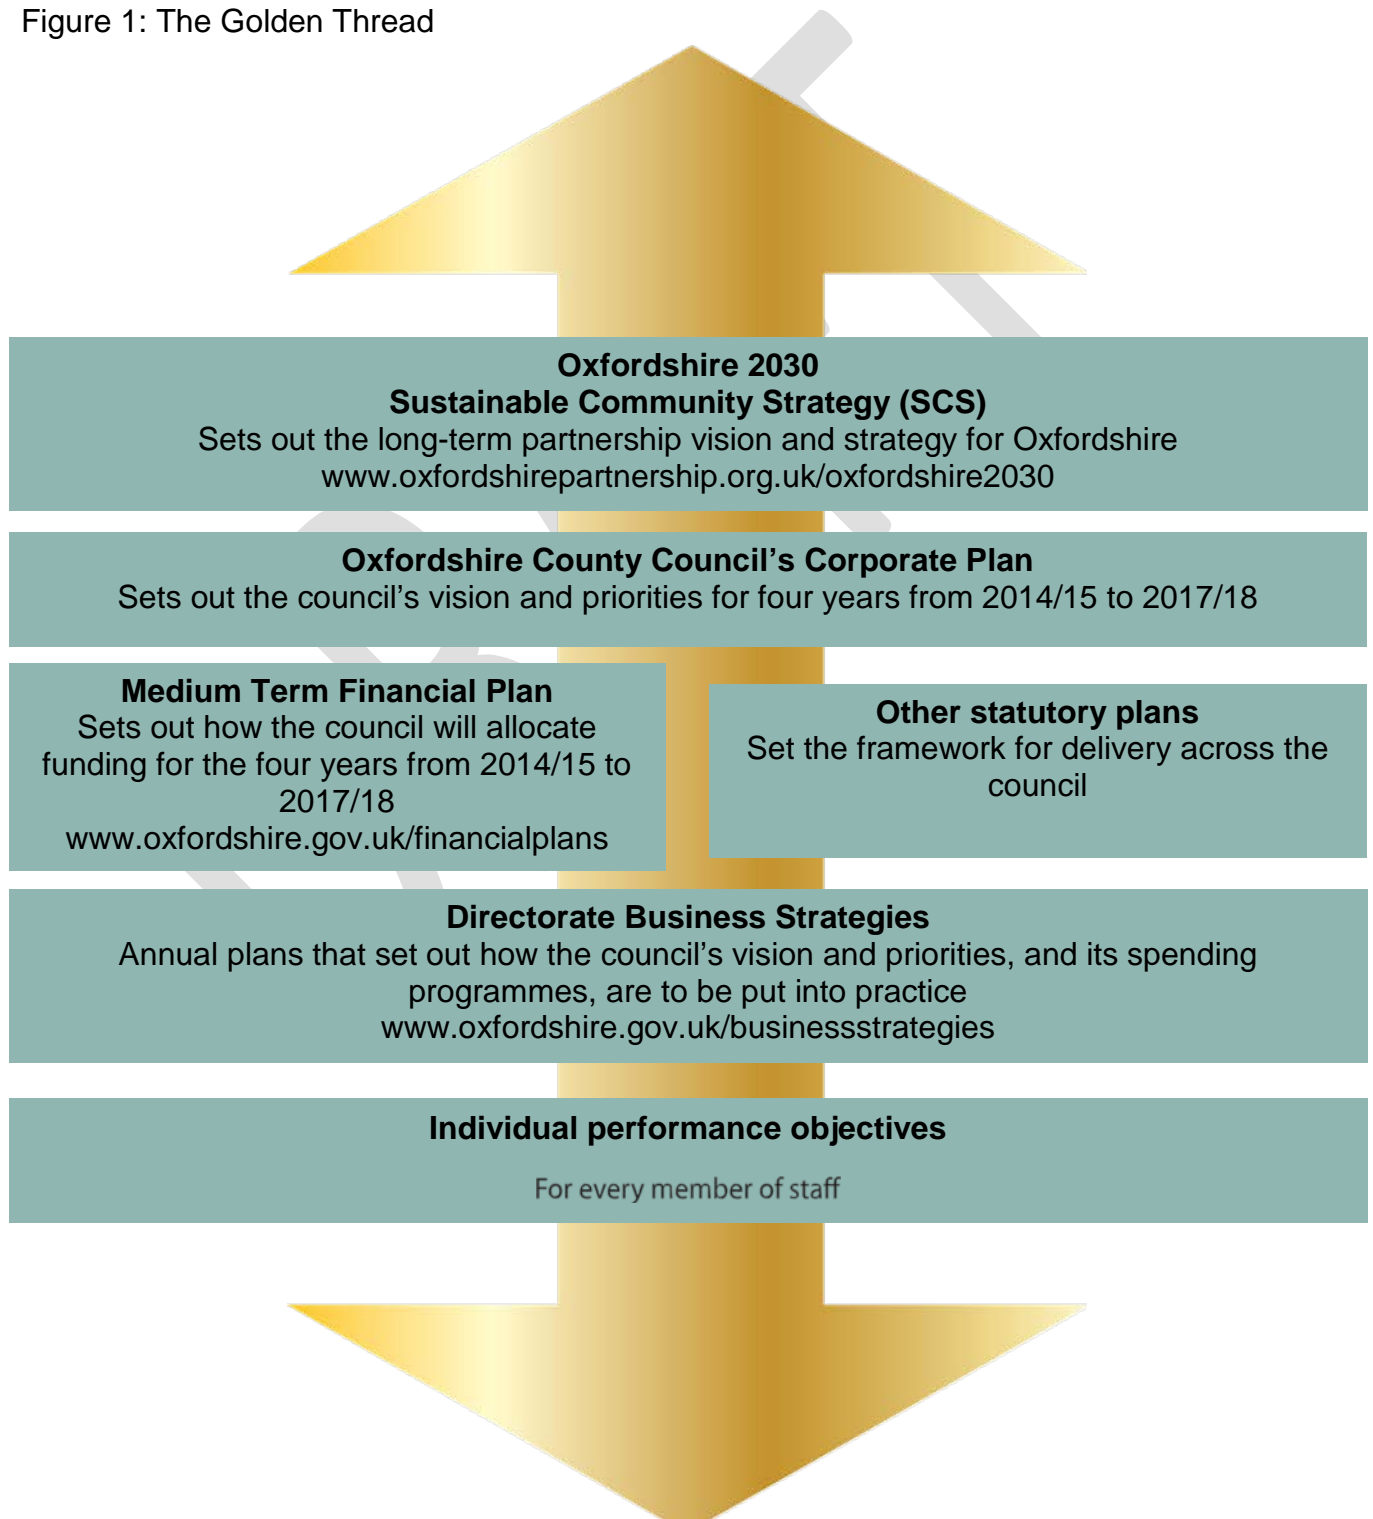 Figure 1: The Golden Thread
Oxfordshire 2030
Sustainable Community Strategy (SCS)
Sets out the long-term partnership vision and strategy for Oxfordshire
www.oxfordshirepartnership.org.uk/oxfordshire2030
Oxfordshire County Council’s Corporate Plan
Sets out the council’s vision and priorities for four years from 2014/15 to 2017/18
Medium Term Financial Plan
Sets out how the council will allocate
funding for the four years from 2014/15 to
2017/18
www.oxfordshire.gov.uk/financialplans
Other statutory plans
Set the framework for delivery across the
council
Directorate Business Strategies
Annual plans that set out how the council’s vision and priorities, and its spending
programmes, are to be put into practice
www.oxfordshire.gov.uk/businessstrategies
Individual performance objectives
For every member of staff